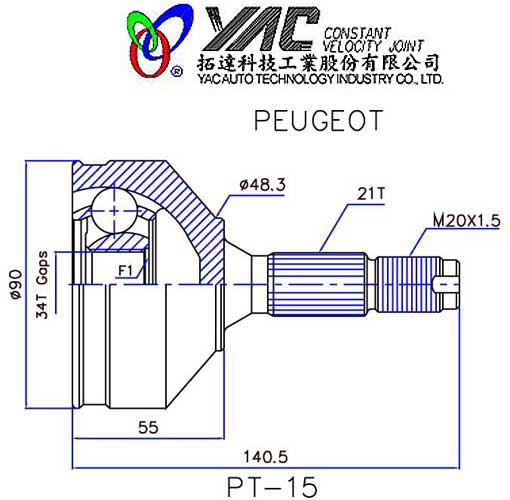 YAC CONSTANT
VELOCITY JOINT
拓達科技工業股份有限公司
YAC AUTO TECHNOLOGY INDUSTRY CO., LTD.
®
PEUGEOT
ø48.3
21T
M20X1.5
ø90
34T Gaps
F1
55
140.5
PT-15